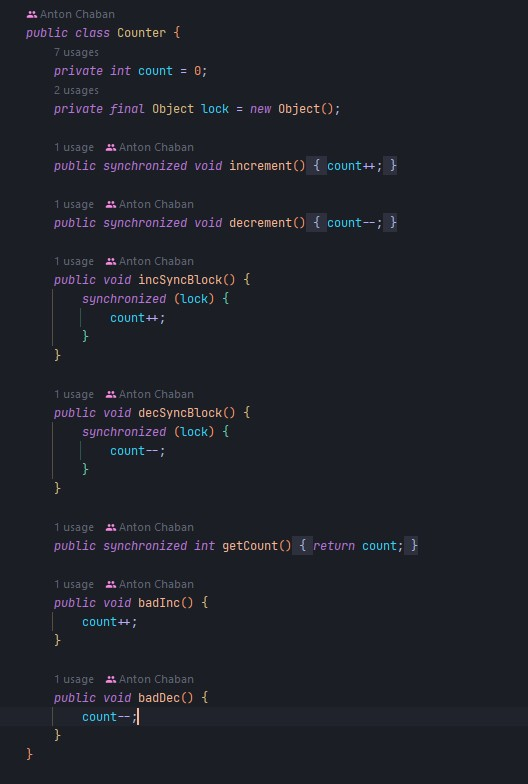 Anton Chaban
public class Counter {
7 usages
private int count = 0;
2 usages
private final Object lock = new Object();
1 usage Anton Chaban
public synchronized void increment() { count++; }
1 usage Anton Chaban
public synchronized void decrement() { count--; }
1 usage Anton Chaban
public void incSyncBlock() {
synchronized (lock) {
count++;
}
}
1 usage Anton Chaban
public void decSyncBlock() {
synchronized (lock) {
count--;
}
}
1 usage Anton Chaban
public synchronized int getCount() { return count; }
1 usage Anton Chaban
public void badInc() {
count++;
}
1 usage Anton Chaban
public void badDec() {
count--;
}
}